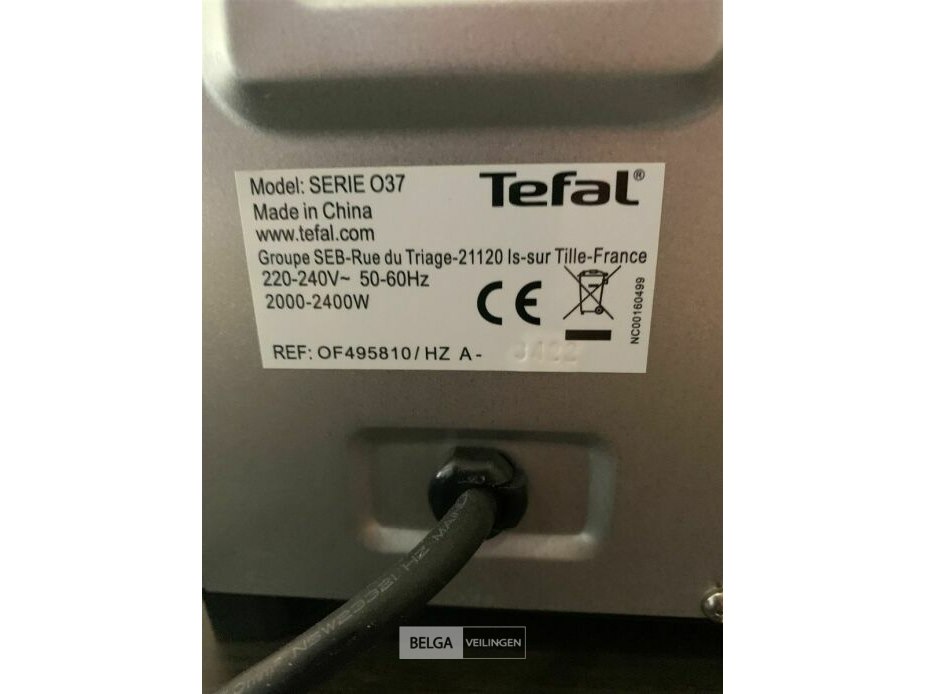 Model: SERIE O37
Tefal®
Made in China
www.tefal.com
Groupe SEB-Rue du Triage-21120 Is-sur Tille-France
220-240V~ 50-60Hz
2000-2400W
CE
NC00160499
REF: OF495810/HZ A-
BELGA VEILINGEN